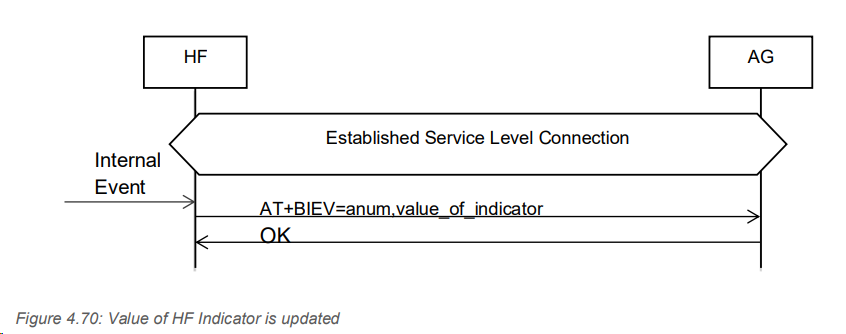 HF
AG
Established Service Level Connection
Internal
Event
AT+BIEV=anum,value_of_indicator
OK
Figure 4.70: Value of HF Indicator is updated